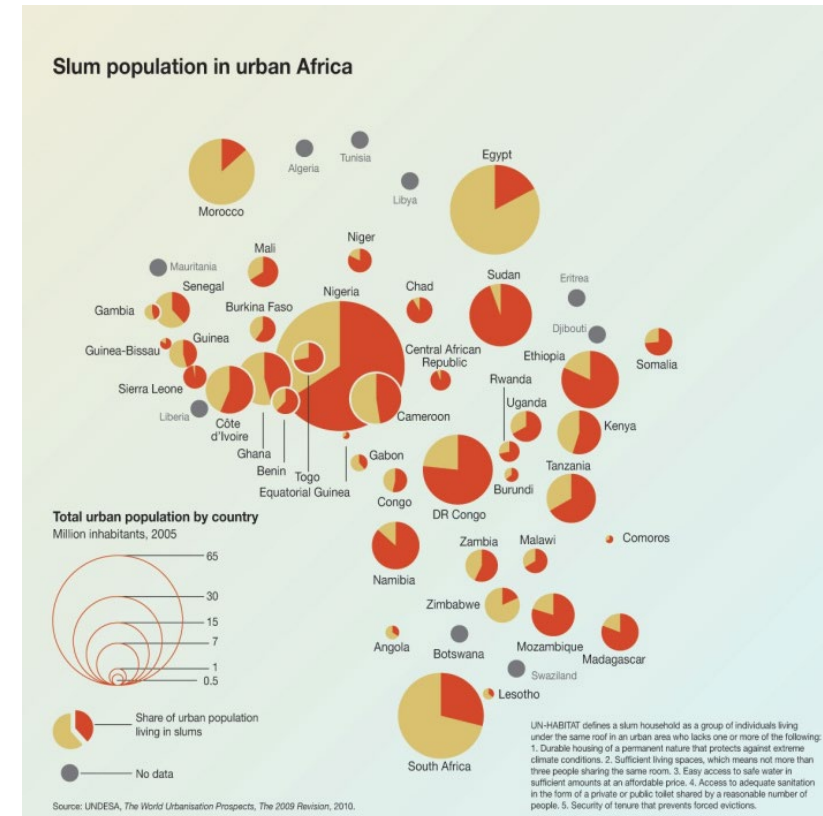 Slum population in urban Africa
Morocco
Algeria
Tunisia
Libya
Egypt
Mauritania
Mali
Niger
Senegal
Gambia
Burkina Faso
Nigeria
Chad
Sudan
Eritrea
Djibouti
Guinea-Bissau
Guinea
Central African
Republic
Ethiopia
Somalia
Sierra Leone
Liberia
Côte
d'Ivoire
Ghana
Benin
Togo
Equatorial Guinea
Cameroon
Rwanda
Uganda
Kenya
Gabon
Congo
DR Congo
Burundi
Tanzania
Total urban population by country
Million inhabitants, 2005
65
30
15
7
1
0.5
Namibia
Zambia
Malawi
Comoros
Zimbabwe
Mozambique
Madagascar
Angola
Botswana
Swaziland
Lesotho
South Africa
Share of urban population
living in slums
No data
UN-HABITAT defines a slum household as a group of individuals living
under the same roof in an urban area who lacks one or more of the following:
1. Durable housing of a permanent nature that protects against extreme
climate conditions. 2. Sufficient living spaces, which means not more than
three people sharing the same room. 3. Easy access to safe water in
sufficient amounts at an affordable price. 4. Access to adequate sanitation
in the form of a private or public toilet shared by a reasonable number of
people. 5. Security of tenure that prevents forced evictions.
Source: UNDESA, The World Urbanisation Prospects, The 2009 Revision, 2010.